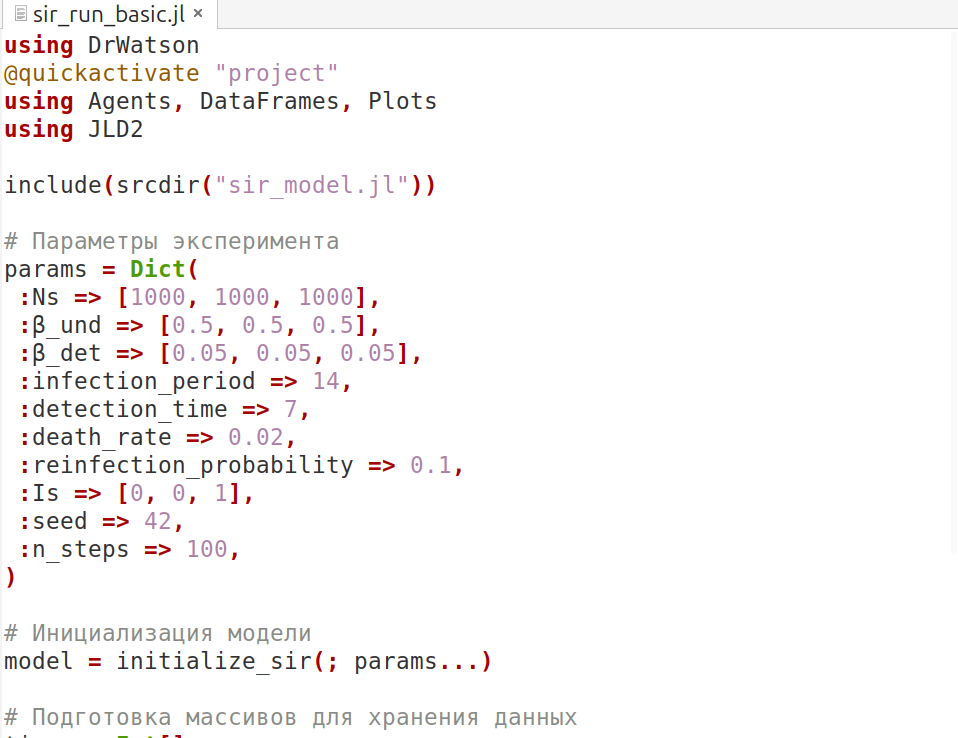 sir_run_basic.jl ×
using DrWatson
@quickactivate "project"
using Agents, DataFrames, Plots
using JLD2
include(srcdir("sir_model.jl"))
# Параметры эксперимента
params = Dict(
:Ns => [1000, 1000, 1000],
:β_und => [0.5, 0.5, 0.5],
:β_det => [0.05, 0.05, 0.05],
:infection_period => 14,
:detection_time => 7,
:death_rate => 0.02,
:reinfection_probability => 0.1,
:Is => [0, 0, 1],
:seed => 42,
:n_steps => 100,
)
# Инициализация модели
model = initialize_sir(; params...)
# Подготовка массивов для хранения данных